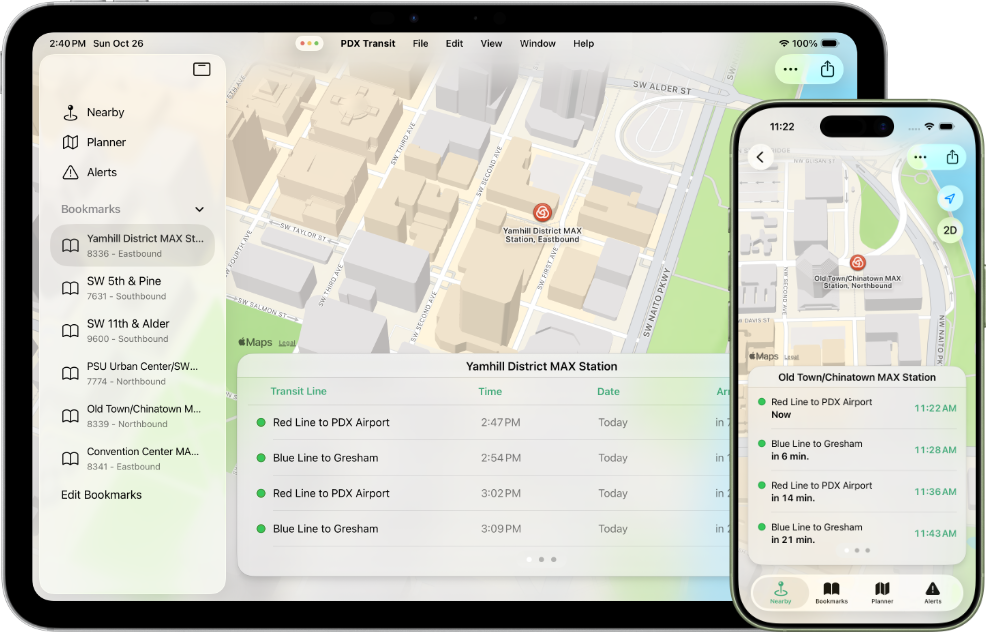 2:40 PM Sun Oct 26
PDX Transit File Edit View Window Help
100%
Nearby
Planner
Alerts
Bookmarks
Yamhill District MAX St...
8336 - Eastbound
SW 5th & Pine
7631 - Southbound
SW 11th & Alder
9600 - Southbound
PSU Urban Center/SW...
7774 - Northbound
Old Town/Chinatown M...
8339 - Northbound
Convention Center MA...
8341 - Eastbound
Edit Bookmarks
SW ALDER ST
SW THIRD AVE
SW SECOND AVE
SW TAYLOR ST
SW FOURTH AVE
SW THIRD AVE
SW SECOND AVE
SW FIRST AVE
SW NAITO PKWY
SW SALMON ST
Yamhill District MAX
Station, Eastbound
Maps Legal
Yamhill District MAX Station
Transit Line Time Date
Red Line to PDX Airport 2:47 PM Today in 7
Blue Line to Gresham 2:54 PM Today in 1
Red Line to PDX Airport 3:02 PM Today in 2
Blue Line to Gresham 3:09 PM Today in 2
11:22
2D
NW GLISAN ST
Old Town/Chinatown MAX
Station, Northbound
NW SECOND AVE
NW NAITO PKWY
DAVIS ST
Maps Legal
Old Town/Chinatown MAX Station
Red Line to PDX Airport
Now
11:22 AM
Blue Line to Gresham
in 6 min.
11:28 AM
Red Line to PDX Airport
in 14 min.
11:36 AM
Blue Line to Gresham
in 21 min.
11:43 AM
Nearby Bookmarks Planner Alerts